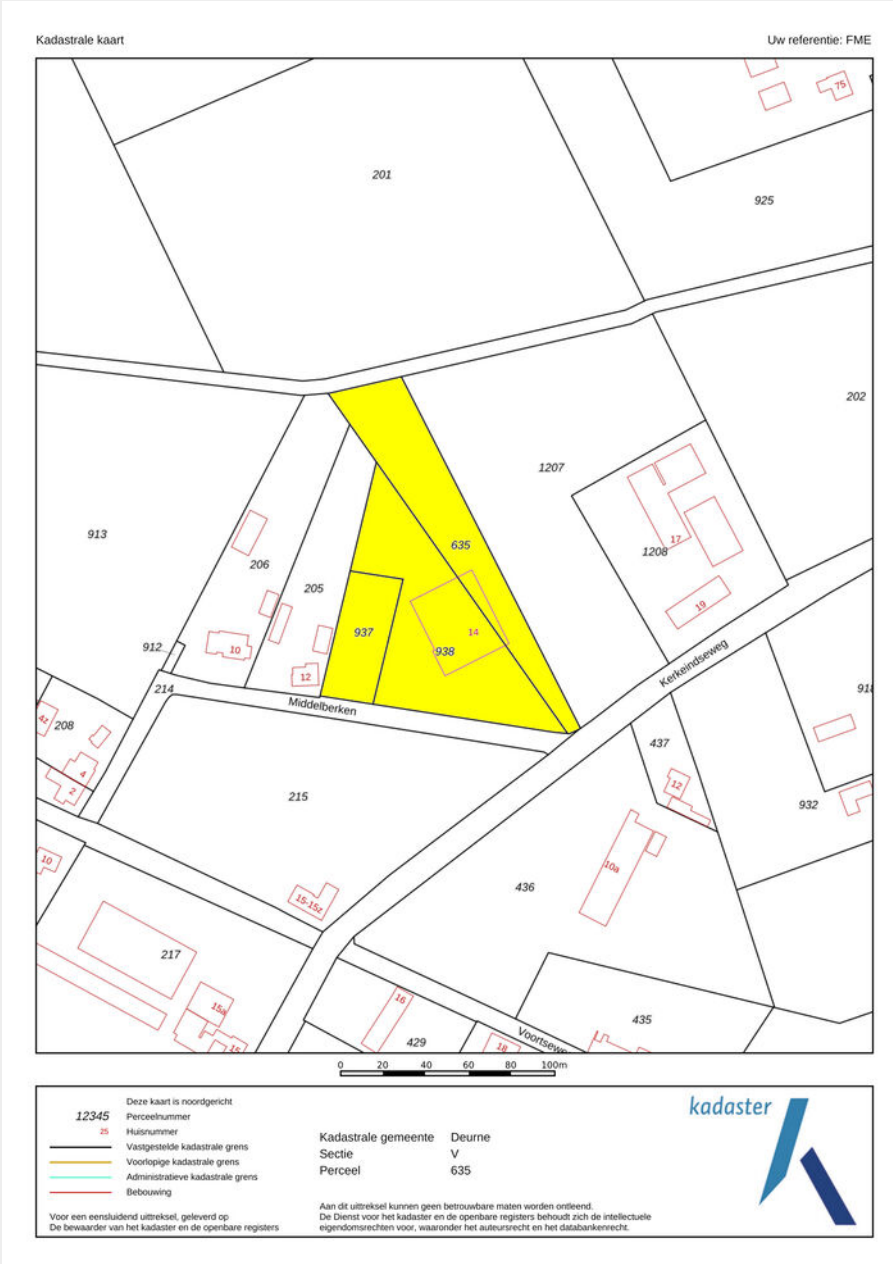 Kadastrale kaart
Uw referentie: FME
75
201
925
202
1207
913
635
17
1208
206
205
19
937
14
938
10
912
12
Kerkeindseweg
214
Middelberken
918
4z
208
437
4
2
12
215
932
10
10a
436
15-15z
217
16
15a
435
18
Voortseweg
429
15
0 20 40 60 80 100m
Deze kaart is noordgericht
12345 Perceelnummer
25 Huisnummer
Vastgestelde kadastrale grens
Voorlopige kadastrale grens
Administratieve kadastrale grens
Bebouwing
Voor een eensluidend uittreksel, geleverd op
De bewaarder van het kadaster en de openbare registers
Kadastrale gemeente Deurne
Sectie V
Perceel 635
Aan dit uittreksel kunnen geen betrouwbare maten worden ontleend.
De Dienst voor het kadaster en de openbare registers behoudt zich de intellectuele
eigendomsrechten voor, waaronder het auteursrecht en het databankenrecht.
kadaster